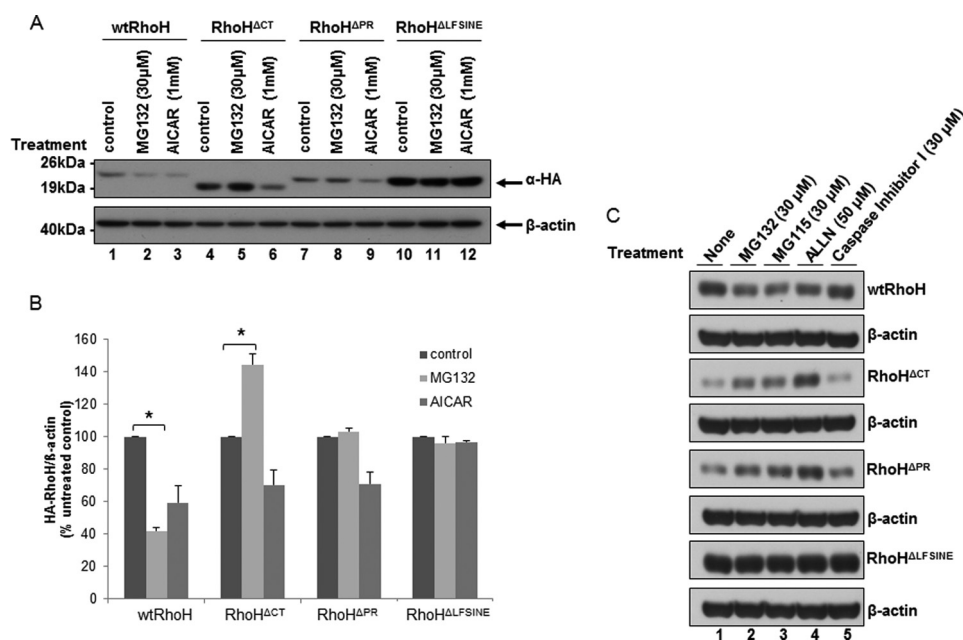 A
wtRhoH RhoHΔCT RhoHΔPR RhoHΔLFSINE
Treatment control MG132 (30μM) AICAR (1mM) control MG132 (30μM) AICAR (1mM) control MG132 (30μM) AICAR (1mM) control MG132 (30μM) AICAR (1mM)
26kDa
19kDa α-HA
40kDa β-actin
1 2 3 4 5 6 7 8 9 10 11 12
B
HA-RhoH/ß-actin
(% untreated control)
160
140
120
100
80
60
40
20
0
* *
control
MG132
AICAR
wtRhoH RhoHΔCT RhoHΔPR RhoHΔLFSINE
C
Treatment None MG132 (30 μM) MG115 (30 μM) ALLN (50 μM) Caspase Inhibitor I (30 μM)
wtRhoH
β-actin
RhoHΔCT
β-actin
RhoHΔPR
β-actin
RhoHΔLFSINE
β-actin
1 2 3 4 5